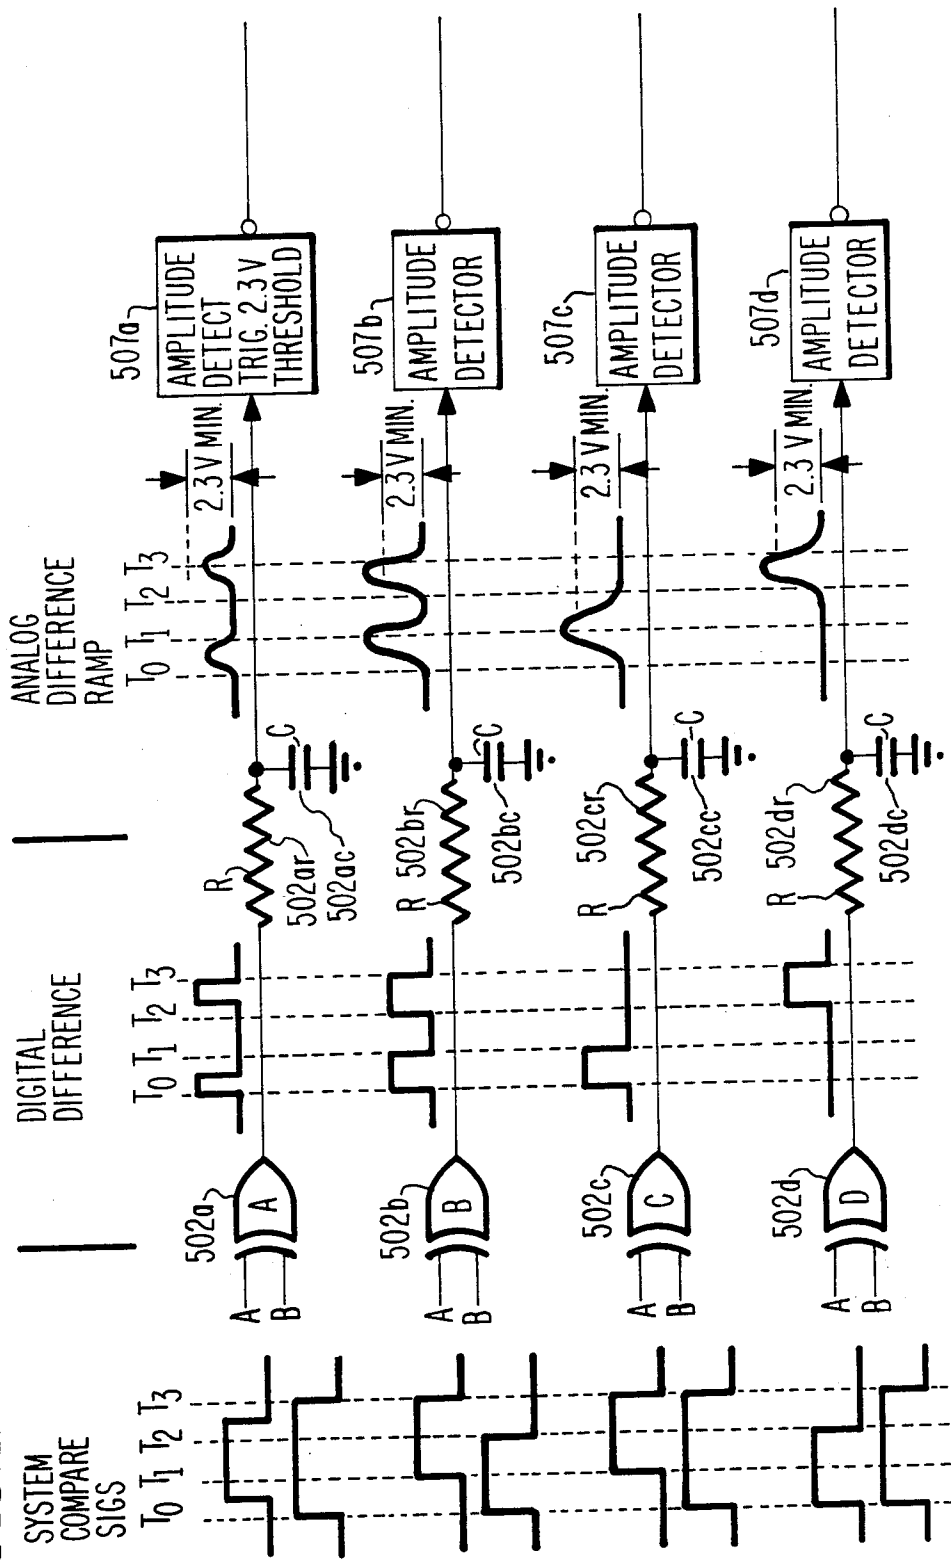 SYSTEM
COMPARE
SIGS
T0 T1 T2 T3
DIGITAL
DIFFERENCE
T0 T1 T2 T3
ANALOG
DIFFERENCE
RAMP
T0 T1 T2 T3
A
B
502a
A
R
502ar
502ac
C
2.3 V MIN.
507a
AMPLITUDE
DETECT
TRIG. 2.3 V
THRESHOLD
A
B
502b
B
R
502br
502bc
C
2.3 V MIN.
507b
AMPLITUDE
DETECTOR
A
B
502c
C
R
502cr
502cc
C
2.3 V MIN.
507c
AMPLITUDE
DETECTOR
A
B
502d
D
R
502dr
502dc
C
2.3 V MIN.
507d
AMPLITUDE
DETECTOR